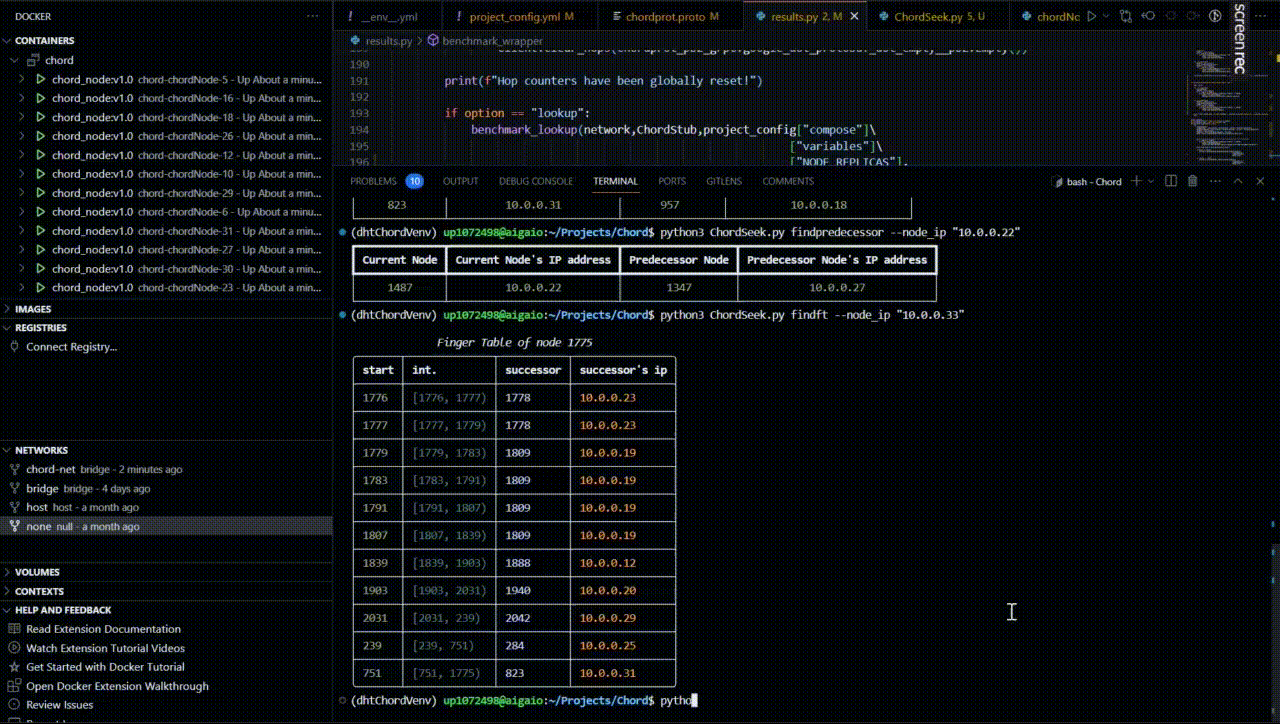 DOCKER
CONTAINERS
chord
chord_node:v1.0 chord-chordNode-5 - Up About a minu...
chord_node:v1.0 chord-chordNode-16 - Up About a min...
chord_node:v1.0 chord-chordNode-18 - Up About a min...
chord_node:v1.0 chord-chordNode-26 - Up About a min...
chord_node:v1.0 chord-chordNode-12 - Up About a min...
chord_node:v1.0 chord-chordNode-10 - Up About a min...
chord_node:v1.0 chord-chordNode-29 - Up About a min...
chord_node:v1.0 chord-chordNode-6 - Up About a minu...
chord_node:v1.0 chord-chordNode-31 - Up About a min...
chord_node:v1.0 chord-chordNode-27 - Up About a min...
chord_node:v1.0 chord-chordNode-30 - Up About a min...
chord_node:v1.0 chord-chordNode-23 - Up About a min...
IMAGES
REGISTRIES
Connect Registry...
NETWORKS
chord-net bridge - 2 minutes ago
bridge bridge - 4 days ago
host host - a month ago
none null - a month ago
VOLUMES
CONTEXTS
HELP AND FEEDBACK
Read Extension Documentation
Watch Extension Tutorial Videos
Get Started with Docker Tutorial
Open Docker Extension Walkthrough
Review Issues
__env__.yml project_config.yml M chordprot.proto M results.py 2, M ChordSeek.py 5, U chordNo
screen rec
results.py > benchmark_wrapper
190
191 print(f"Hop counters have been globally reset!")
192
193 if option == "lookup":
194 benchmark_lookup(network,ChordStub,project_config["compose"]\
195 ["variables"]\
196 ["NODE_REPLICAS"],
PROBLEMS 10 OUTPUT DEBUG CONSOLE TERMINAL PORTS GITLENS COMMENTS bash - Chord
823 10.0.0.31 957 10.0.0.18
(dhtChordVenv) up1072498@aigaio:~/Projects/Chord$ python3 ChordSeek.py findpredecessor --node_ip "10.0.0.22"
Current Node Current Node's IP address Predecessor Node Predecessor Node's IP address
1487 10.0.0.22 1347 10.0.0.27
(dhtChordVenv) up1072498@aigaio:~/Projects/Chord$ python3 ChordSeek.py findft --node_ip "10.0.0.33"
Finger Table of node 1775
start int. successor successor's ip
1776 [1776, 1777) 1778 10.0.0.23
1777 [1777, 1779) 1778 10.0.0.23
1779 [1779, 1783) 1809 10.0.0.19
1783 [1783, 1791) 1809 10.0.0.19
1791 [1791, 1807) 1809 10.0.0.19
1807 [1807, 1839) 1809 10.0.0.19
1839 [1839, 1903) 1888 10.0.0.12
1903 [1903, 2031) 1940 10.0.0.20
2031 [2031, 239) 2042 10.0.0.29
239 [239, 751) 284 10.0.0.25
751 [751, 1775) 823 10.0.0.31
(dhtChordVenv) up1072498@aigaio:~/Projects/Chord$ pytho